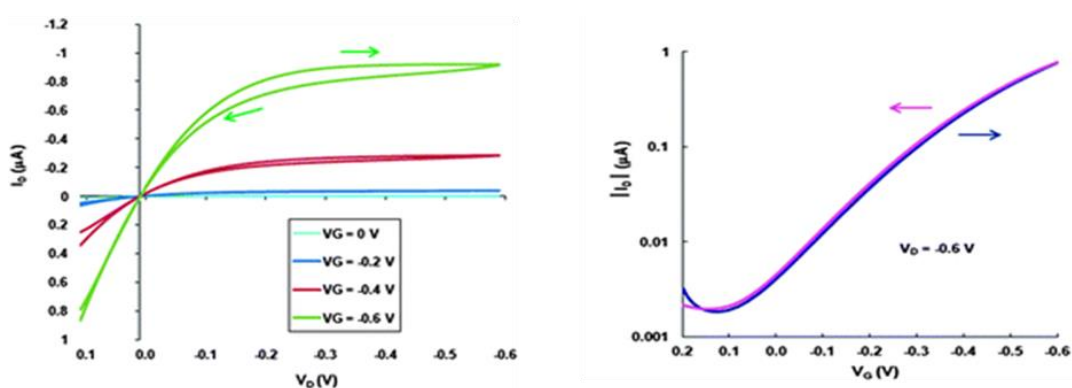 -1.2
-1
-0.8
-0.6
-0.4
-0.2
0
0.2
0.4
0.6
0.8
1
I_D (µA)
VG = 0 V
VG = -0.2 V
VG = -0.4 V
VG = -0.6 V
0.1 0.0 -0.1 -0.2 -0.3 -0.4 -0.5 -0.6
V_D (V)
1
0.1
0.01
0.001
|I_D| (µA)
V_D = -0.6 V
0.2 0.1 0.0 -0.1 -0.2 -0.3 -0.4 -0.5 -0.6
V_G (V)